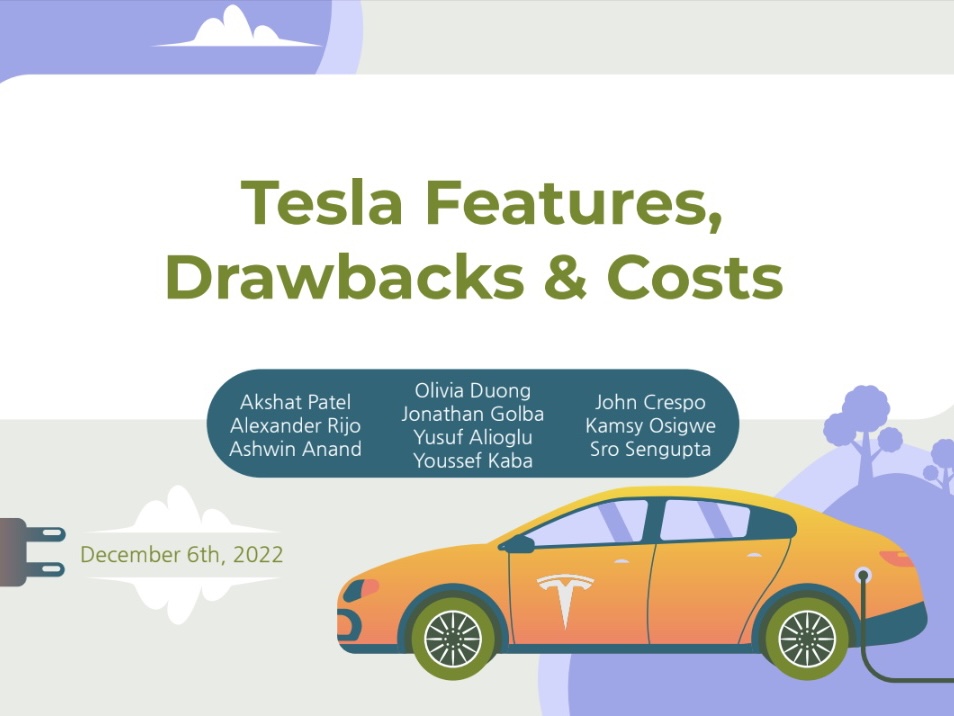 Tesla Features,
Drawbacks & Costs
Akshat Patel
Alexander Rijo
Ashwin Anand
Olivia Duong
Jonathan Golba
Yusuf Alioglu
Youssef Kaba
John Crespo
Kamsy Osigwe
Sro Sengupta
December 6th, 2022